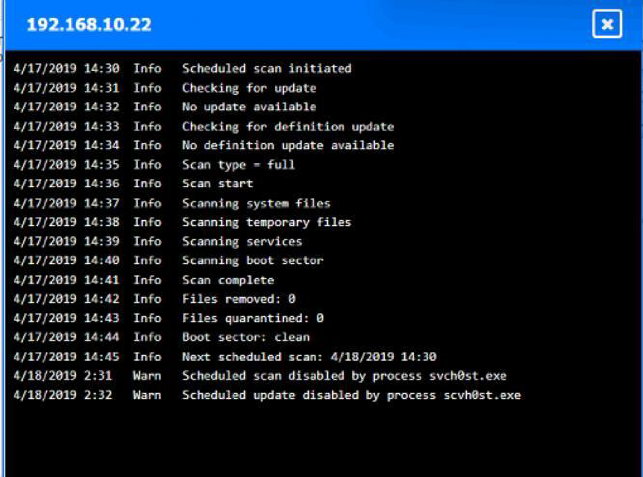 192.168.10.22
4/17/2019 14:30 Info Scheduled scan initiated
4/17/2019 14:31 Info Checking for update
4/17/2019 14:32 Info No update available
4/17/2019 14:33 Info Checking for definition update
4/17/2019 14:34 Info No definition update available
4/17/2019 14:35 Info Scan type = full
4/17/2019 14:36 Info Scan start
4/17/2019 14:37 Info Scanning system files
4/17/2019 14:38 Info Scanning temporary files
4/17/2019 14:39 Info Scanning services
4/17/2019 14:40 Info Scanning boot sector
4/17/2019 14:41 Info Scan complete
4/17/2019 14:42 Info Files removed: 0
4/17/2019 14:43 Info Files quarantined: 0
4/17/2019 14:44 Info Boot sector: clean
4/17/2019 14:45 Info Next scheduled scan: 4/18/2019 14:30
4/18/2019 2:31 Warn Scheduled scan disabled by process svch0st.exe
4/18/2019 2:32 Warn Scheduled update disabled by process scvh0st.exe